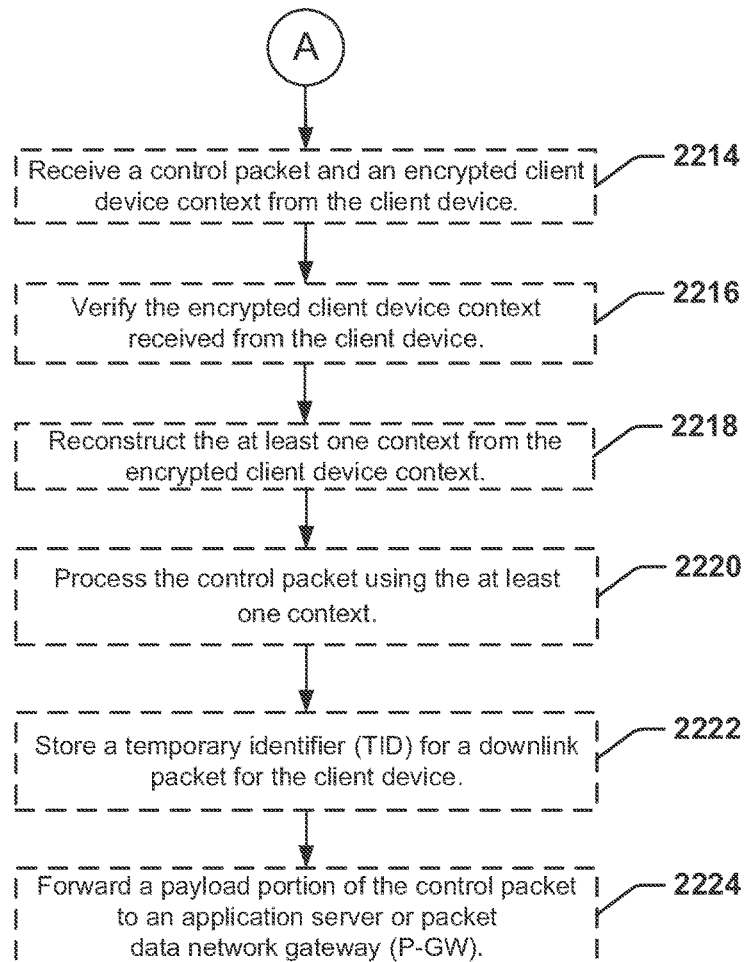 A
Receive a control packet and an encrypted client
device context from the client device.
2214
Verify the encrypted client device context
received from the client device.
2216
Reconstruct the at least one context from the
encrypted client device context.
2218
Process the control packet using the at least
one context.
2220
Store a temporary identifier (TID) for a downlink
packet for the client device.
2222
Forward a payload portion of the control packet
to an application server or packet
data network gateway (P-GW).
2224